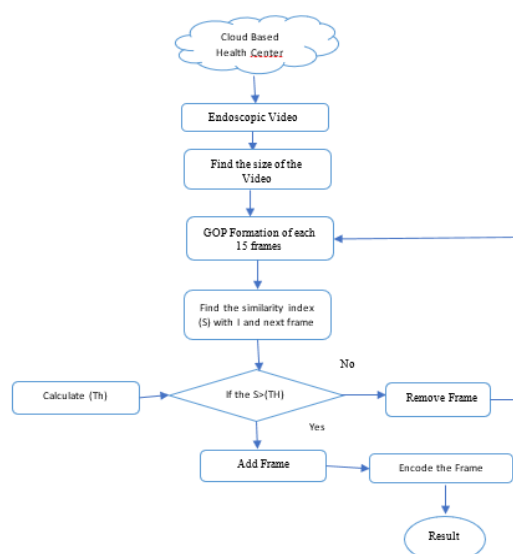 Cloud Based
Health Center
Endoscopic Video
Find the size of the
Video
GOP Formation of each
15 frames
Find the similarity index
(S) with I and next frame
No
Calculate (Th)
If the S>(TH)
Remove Frame
Yes
Add Frame
Encode the Frame
Result